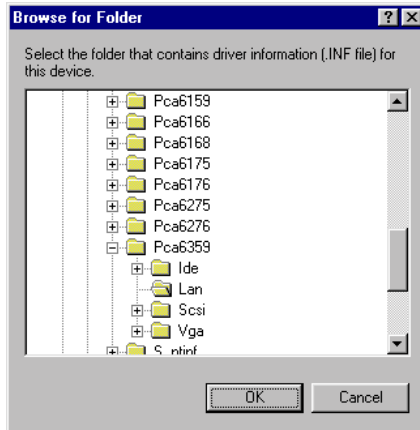 Browse for Folder
Select the folder that contains driver information (.INF file) for
this device.
Pca6159
Pca6166
Pca6168
Pca6175
Pca6176
Pca6275
Pca6276
Pca6359
Ide
Lan
Scsi
Vga
OK
Cancel